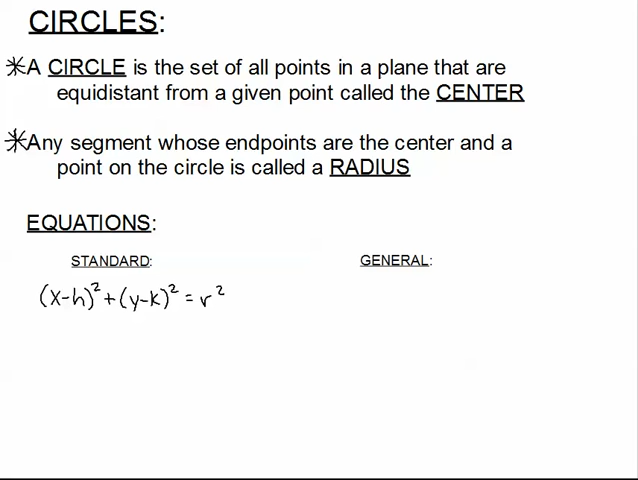 CIRCLES:
*A CIRCLE is the set of all points in a plane that are
equidistant from a given point called the CENTER
*Any segment whose endpoints are the center and a
point on the circle is called a RADIUS
EQUATIONS:
STANDARD: GENERAL:
(x-h)²+(y-k)²=r²